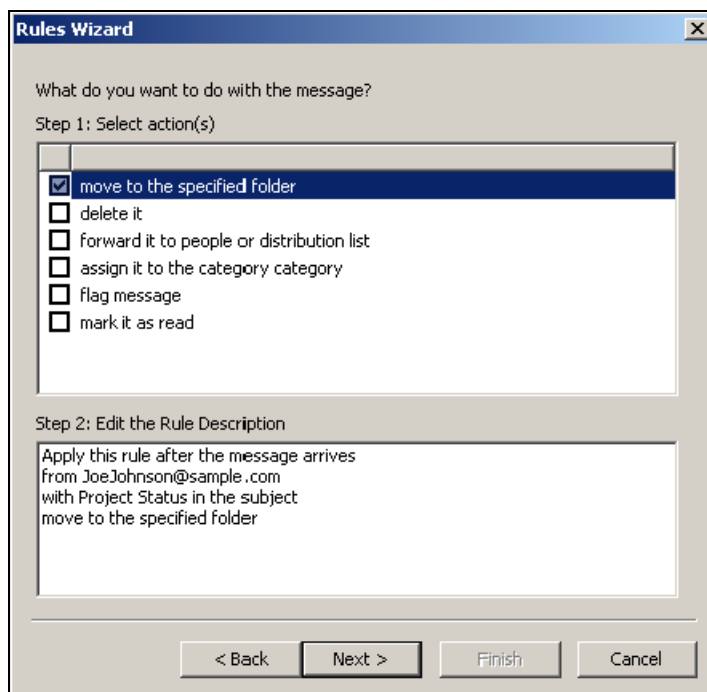 Rules Wizard
What do you want to do with the message?
Step 1: Select action(s)
move to the specified folder
delete it
forward it to people or distribution list
assign it to the category category
flag message
mark it as read
Step 2: Edit the Rule Description
Apply this rule after the message arrives
from JoeJohnson@sample.com
with Project Status in the subject
move to the specified folder
< Back Next > Finish Cancel